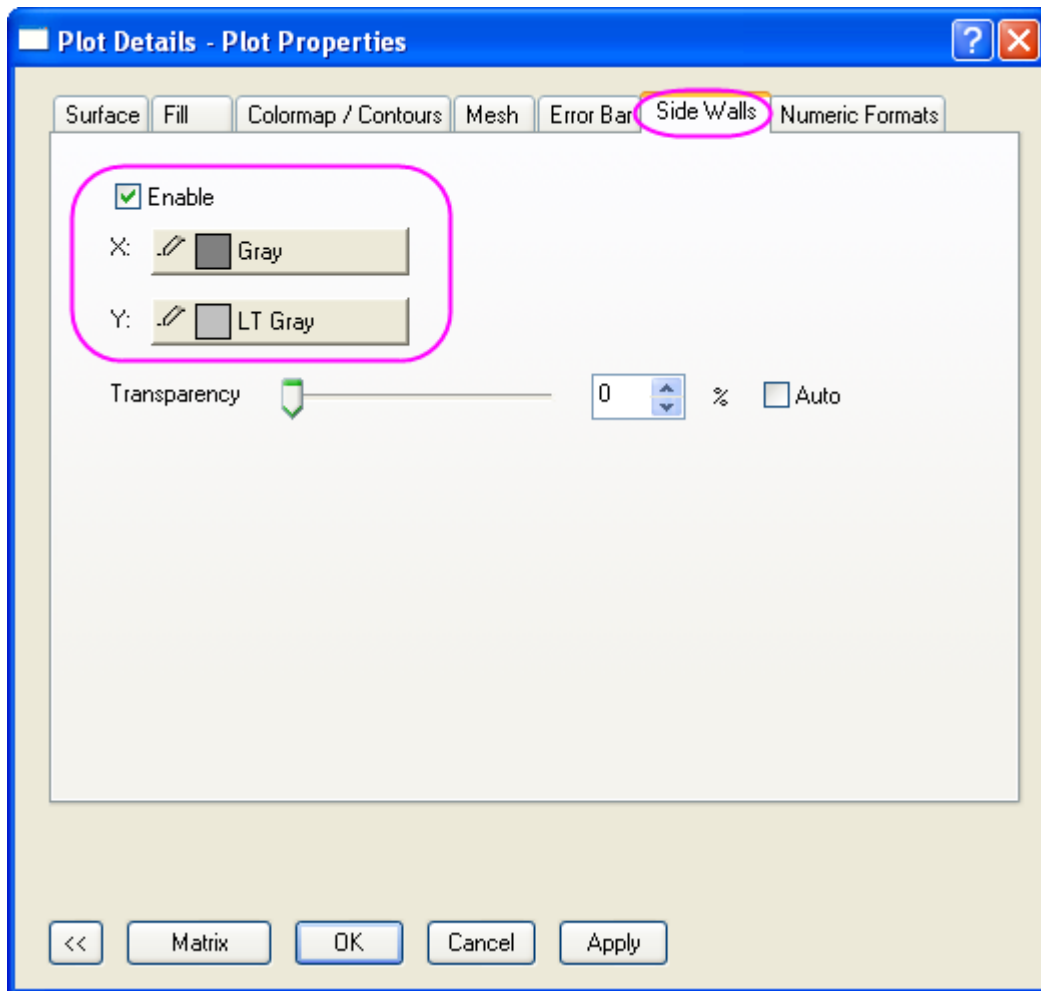 Plot Details - Plot Properties
Surface Fill Colormap / Contours Mesh Error Bar Side Walls Numeric Formats
Enable
X: Gray
Y: LT Gray
Transparency 0 % Auto
<< Matrix OK Cancel Apply